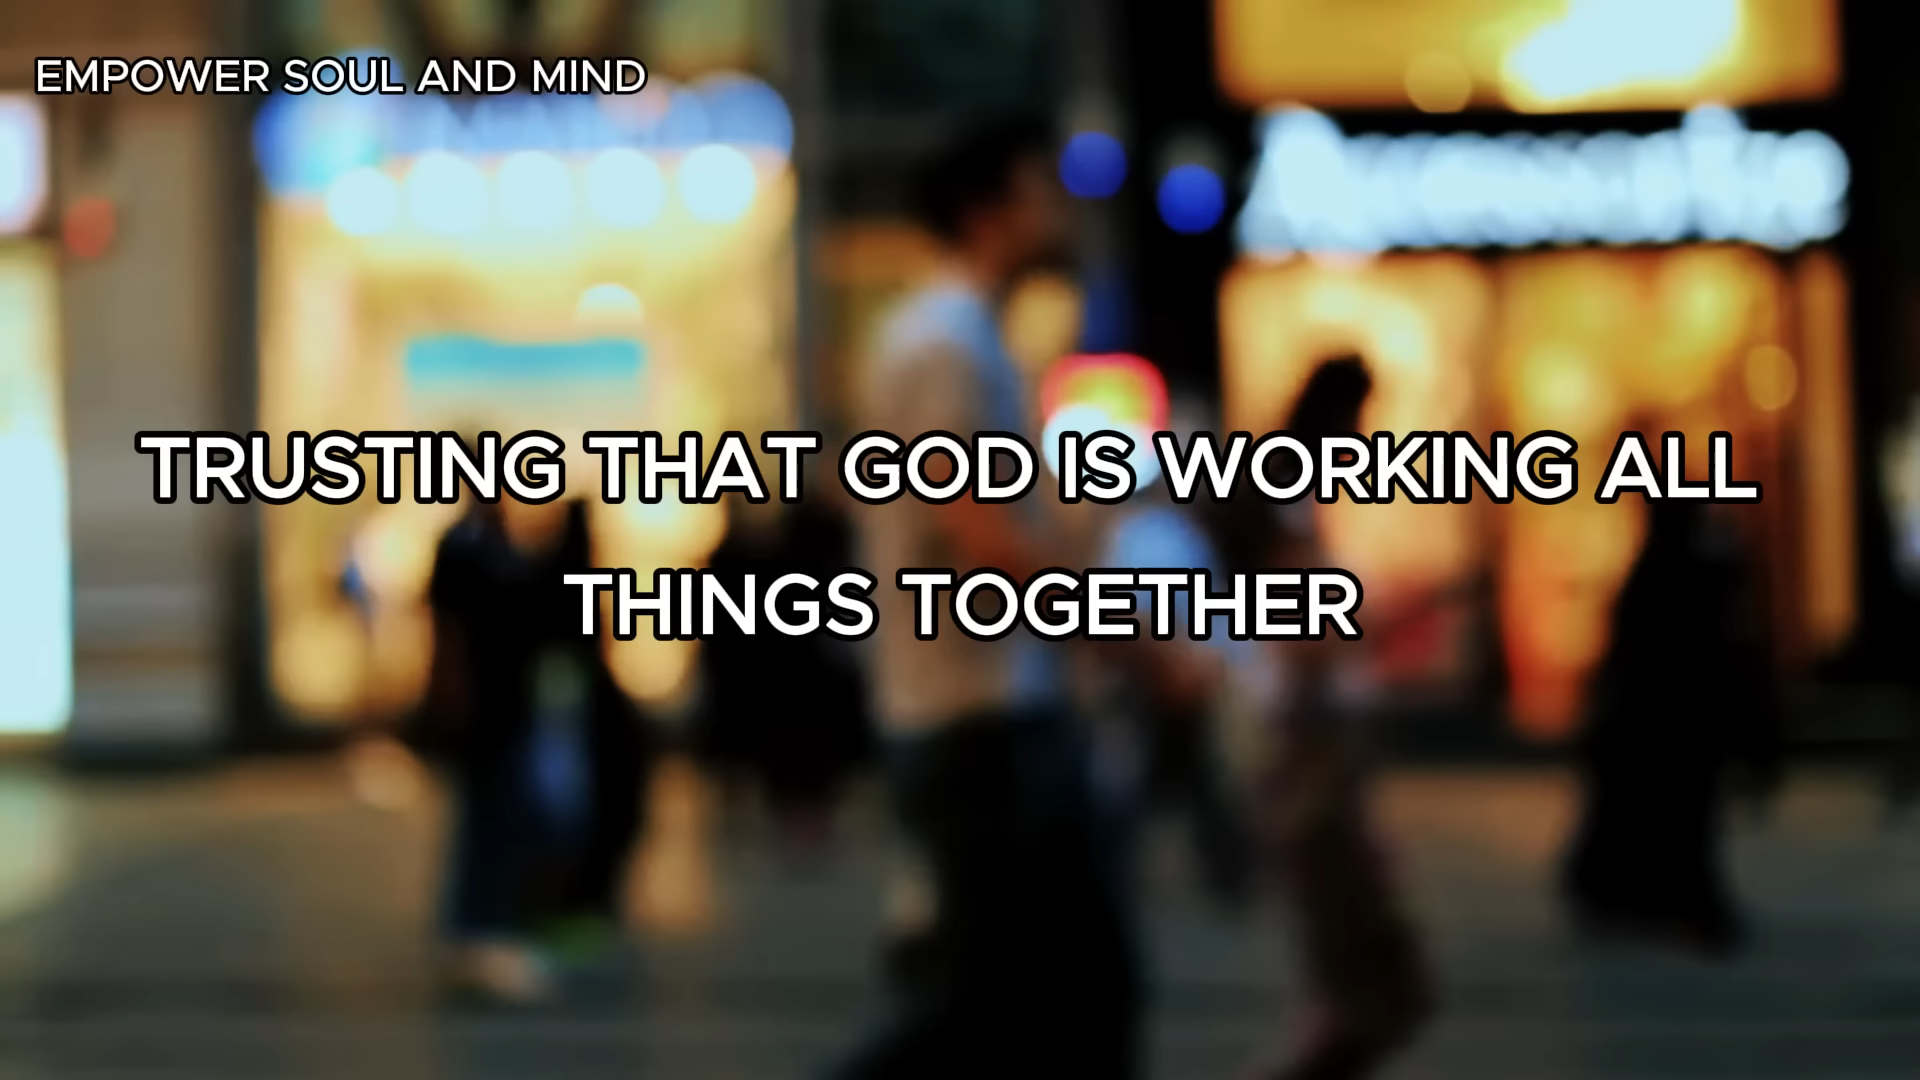 EMPOWER SOUL AND MIND
TRUSTING THAT GOD IS WORKING ALL
THINGS TOGETHER